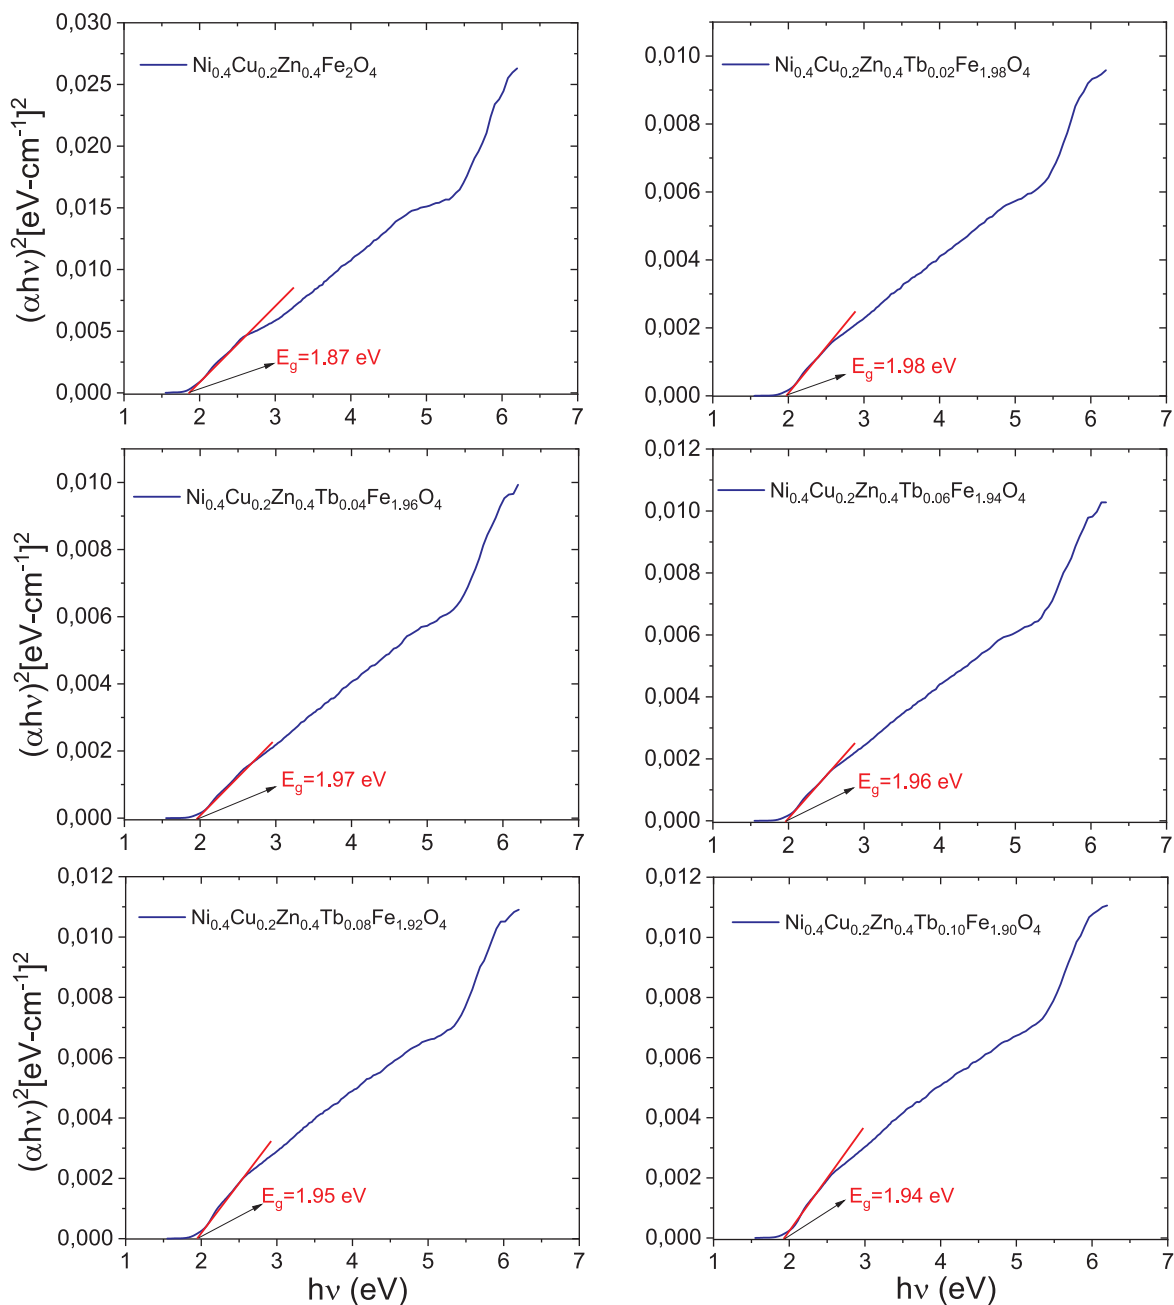 0,030
0,025
0,020
0,015
0,010
0,005
0,000
1 2 3 4 5 6 7
(αhν)²[eV-cm⁻¹]²
Ni₀.₄Cu₀.₂Zn₀.₄Fe₂O₄
E_g=1.87 eV
0,010
0,008
0,006
0,004
0,002
0,000
1 2 3 4 5 6 7
Ni₀.₄Cu₀.₂Zn₀.₄Tb₀.₀₂Fe₁.₉₈O₄
E_g=1.98 eV
0,010
0,008
0,006
0,004
0,002
0,000
1 2 3 4 5 6 7
(αhν)²[eV-cm⁻¹]²
Ni₀.₄Cu₀.₂Zn₀.₄Tb₀.₀₄Fe₁.₉₆O₄
E_g=1.97 eV
0,012
0,010
0,008
0,006
0,004
0,002
0,000
1 2 3 4 5 6 7
Ni₀.₄Cu₀.₂Zn₀.₄Tb₀.₀₆Fe₁.₉₄O₄
E_g=1.96 eV
0,012
0,010
0,008
0,006
0,004
0,002
0,000
1 2 3 4 5 6 7
(αhν)²[eV-cm⁻¹]²
Ni₀.₄Cu₀.₂Zn₀.₄Tb₀.₀₈Fe₁.₉₂O₄
E_g=1.95 eV
hν (eV)
0,012
0,010
0,008
0,006
0,004
0,002
0,000
1 2 3 4 5 6 7
Ni₀.₄Cu₀.₂Zn₀.₄Tb₀.₁₀Fe₁.₉₀O₄
E_g=1.94 eV
hν (eV)